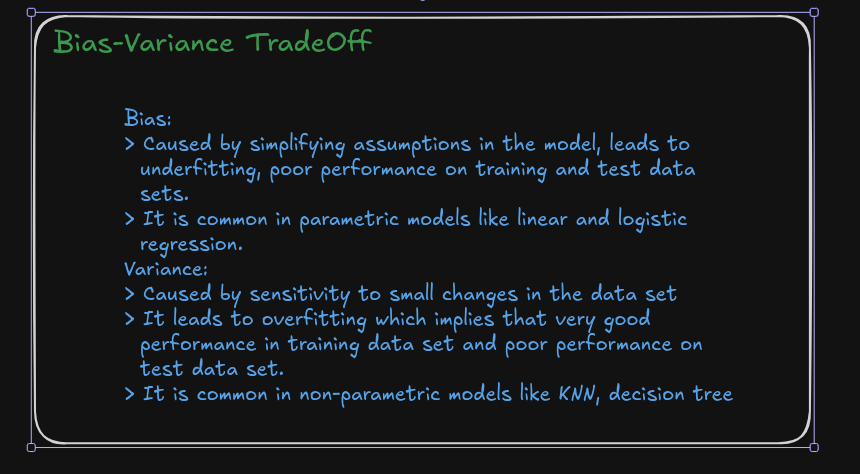 Bias-Variance TradeOff
Bias:
> Caused by simplifying assumptions in the model, leads to
underfitting, poor performance on training and test data
sets.
> It is common in parametric models like linear and logistic
regression.
Variance:
> Caused by sensitivity to small changes in the data set
> It leads to overfitting which implies that very good
performance in training data set and poor performance on
test data set.
> It is common in non-parametric models like KNN, decision tree